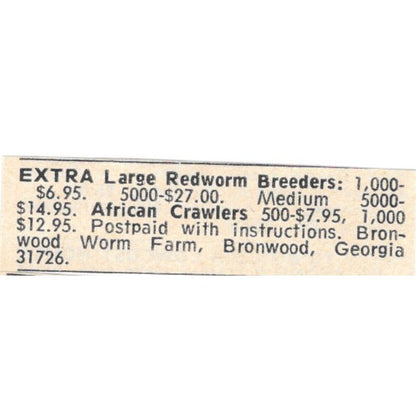 EXTRA Large Redworm Breeders: 1,000-
$6.95. 5000-$27.00. Medium 5000-
$14.95. African Crawlers 500-$7.95, 1,000
$12.95. Postpaid with instructions. Bron-
wood Worm Farm, Bronwood, Georgia
31726.